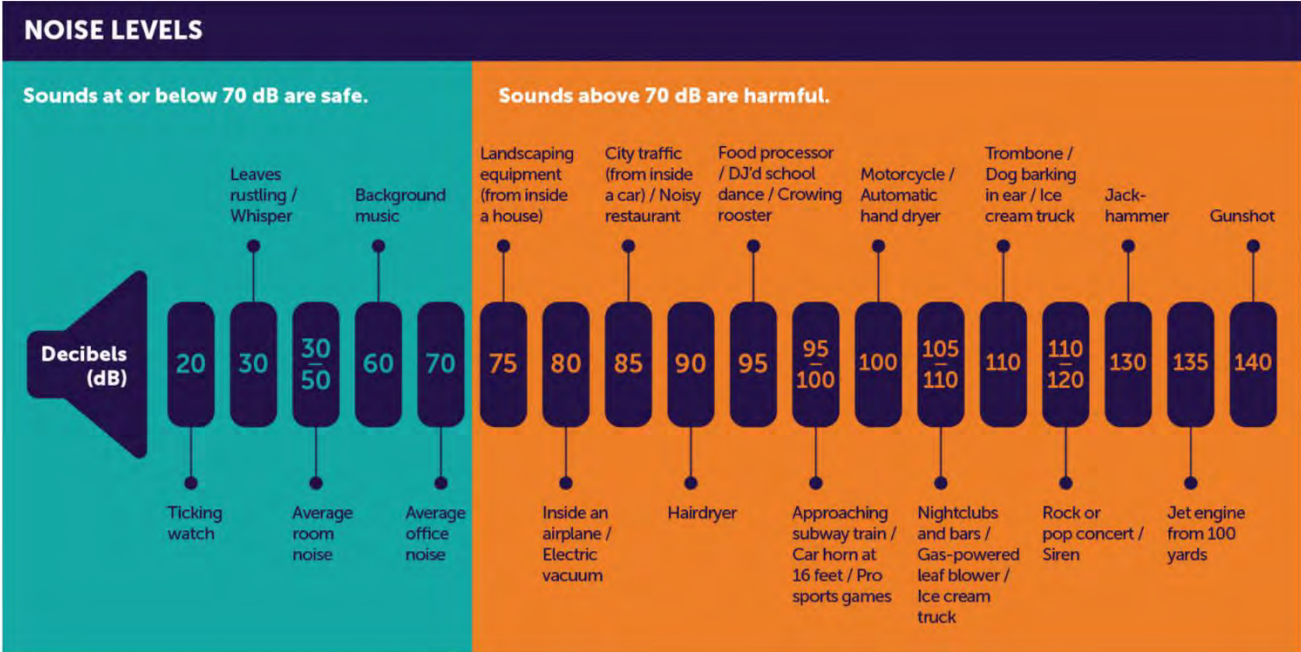 NOISE LEVELS
Sounds at or below 70 dB are safe.
Sounds above 70 dB are harmful.
Leaves
rustling /
Whisper
Background
music
Landscaping
equipment
(from inside
a house)
City traffic
(from inside
a car) / Noisy
restaurant
Food processor
/ DJ'd school
dance / Crowing
rooster
Motorcycle /
Automatic
hand dryer
Trombone /
Dog barking
in ear / Ice
cream truck
Jack-
hammer
Gunshot
Decibels
(dB)
20
30
30
–
50
60
70
75
80
85
90
95
95
–
100
100
105
–
110
110
110
–
120
130
135
140
Ticking
watch
Average
room
noise
Average
office
noise
Inside an
airplane /
Electric
vacuum
Hairdryer
Approaching
subway train /
Car horn at
16 feet / Pro
sports games
Nightclubs
and bars /
Gas-powered
leaf blower /
Ice cream
truck
Rock or
pop concert /
Siren
Jet engine
from 100
yards